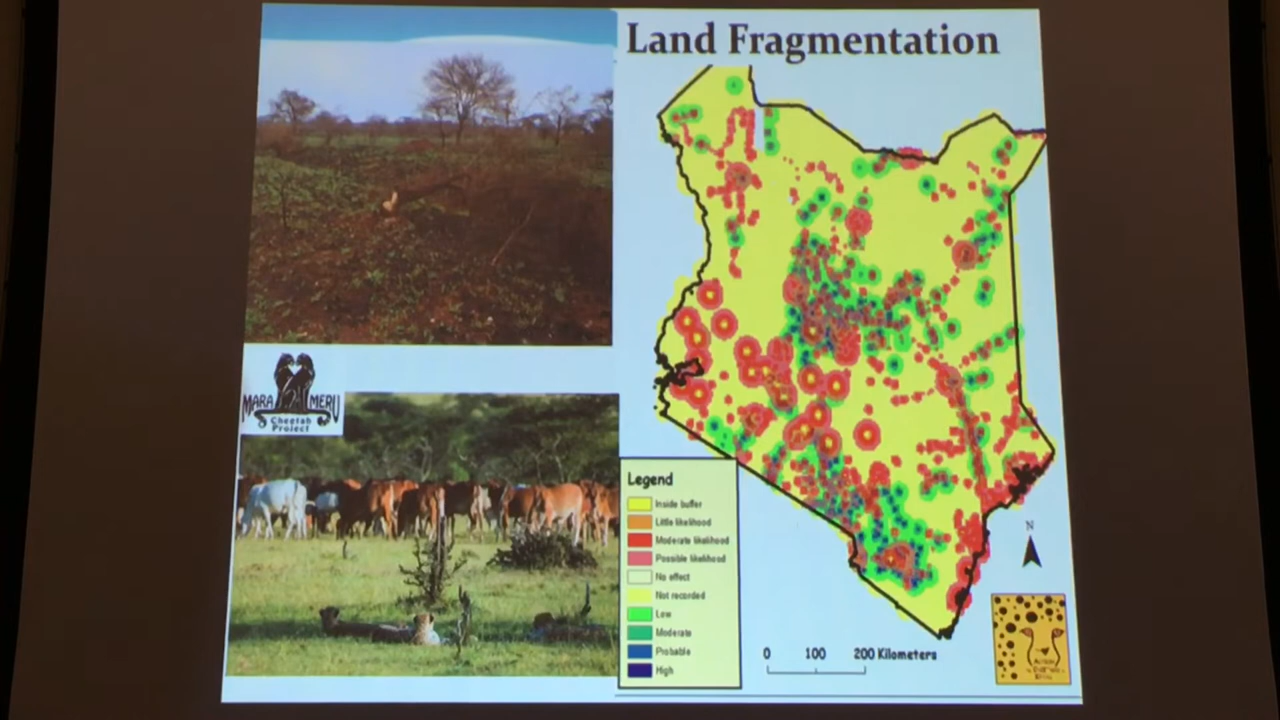 Land Fragmentation
MARA MERU
Cheetah
Project
Legend
Inside buffer
Little likelihood
Moderate likelihood
Possible likelihood
No effect
Not recorded
Low
Moderate
Probable
High
N
0 100 200 Kilometers